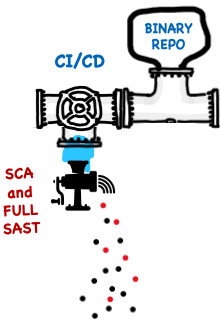 BINARY
REPO
CI/CD
SCA
and
FULL
SAST